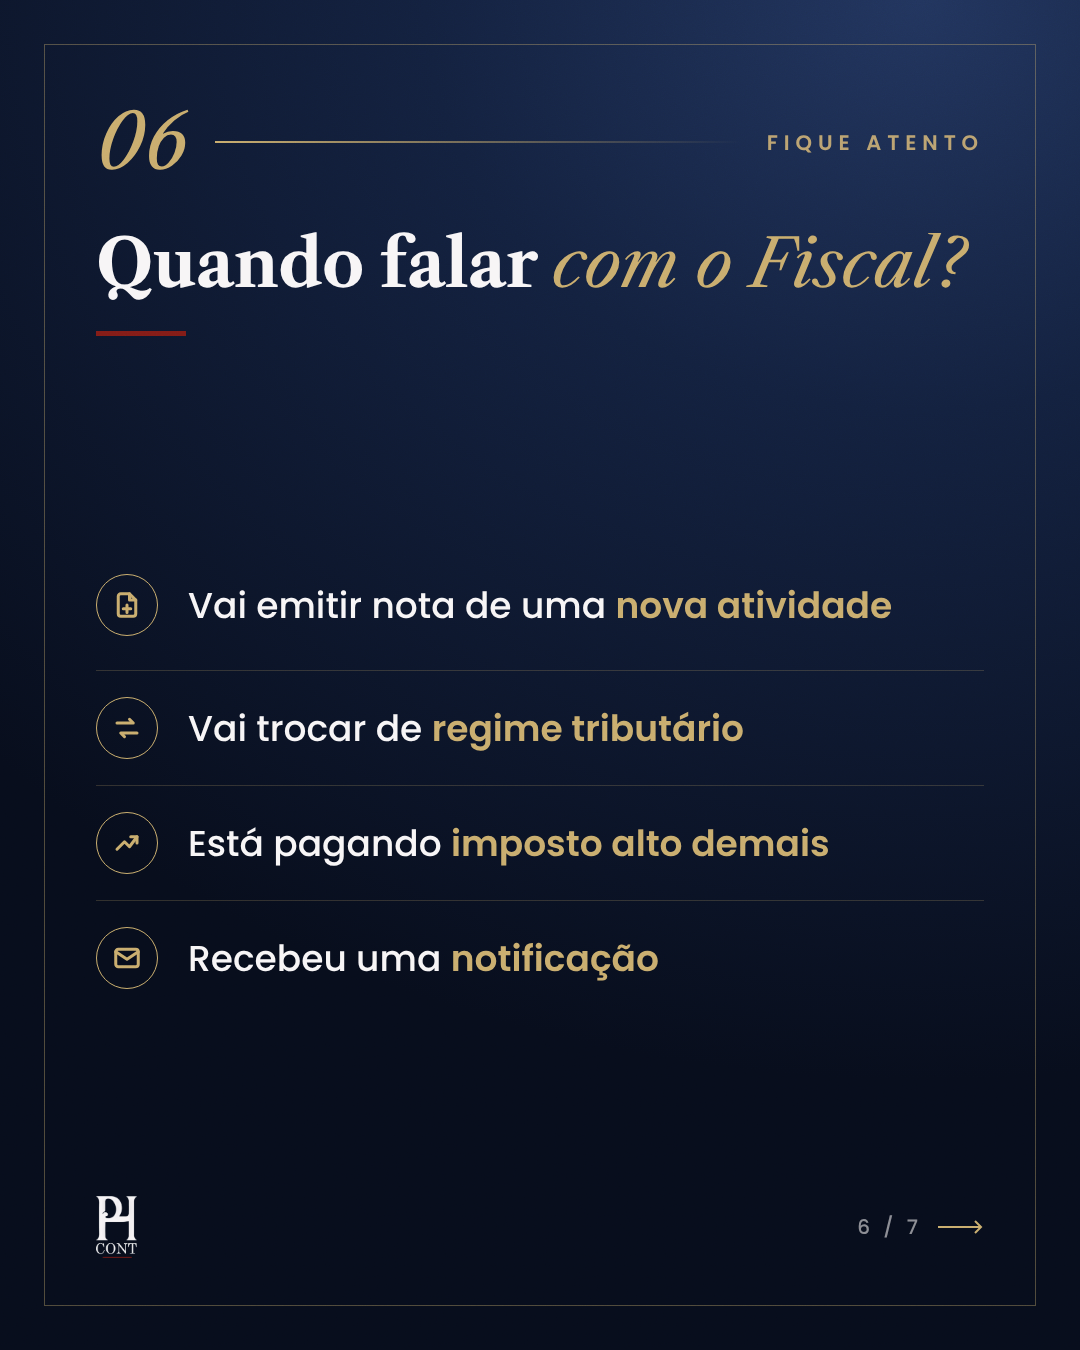 06
FIQUE ATENTO
Quando falar com o Fiscal?
Vai emitir nota de uma nova atividade
Vai trocar de regime tributário
Está pagando imposto alto demais
Recebeu uma notificação
PH
CONT
6 / 7